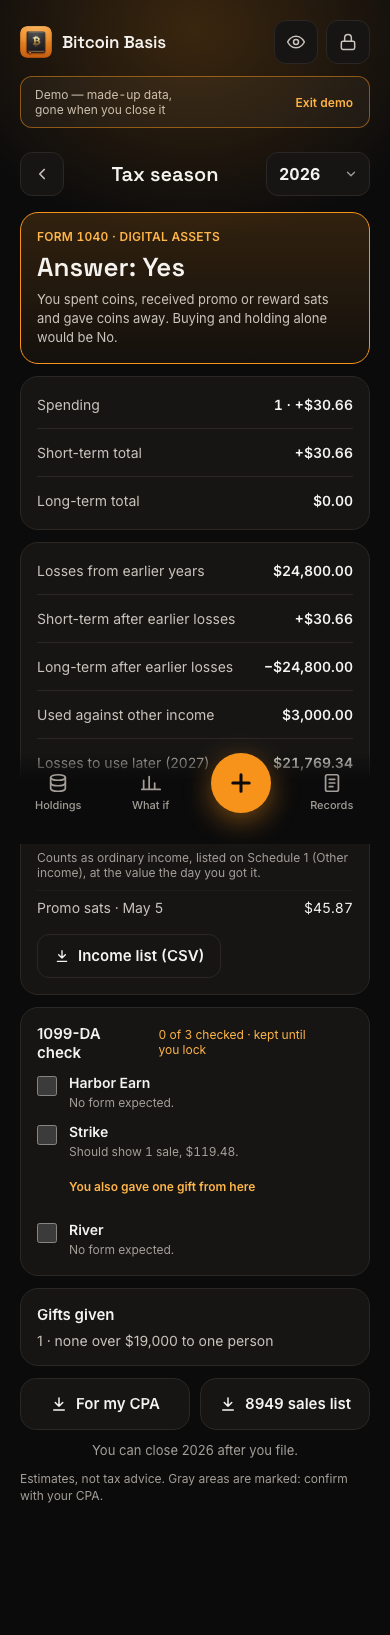 Bitcoin Basis
Demo — made-up data,
gone when you close it
Exit demo
Tax season
2026
FORM 1040 · DIGITAL ASSETS
Answer: Yes
You spent coins, received promo or reward sats
and gave coins away. Buying and holding alone
would be No.
Spending 1 · +$30.66
Short-term total +$30.66
Long-term total $0.00
Losses from earlier years $24,800.00
Short-term after earlier losses +$30.66
Long-term after earlier losses −$24,800.00
Used against other income $3,000.00
Losses to use later (2027) $21,769.34
Holdings
What if
Records
Counts as ordinary income, listed on Schedule 1 (Other
income), at the value the day you got it.
Promo sats · May 5 $45.87
Income list (CSV)
1099-DA
check
0 of 3 checked · kept until
you lock
Harbor Earn
No form expected.
Strike
Should show 1 sale, $119.48.
You also gave one gift from here
River
No form expected.
Gifts given
1 · none over $19,000 to one person
For my CPA
8949 sales list
You can close 2026 after you file.
Estimates, not tax advice. Gray areas are marked: confirm
with your CPA.